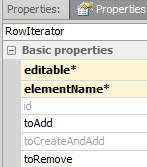 Properties: Properties
RowIterator
Basic properties
editable*
elementName*
id
toAdd
toCreateAndAdd
toRemove